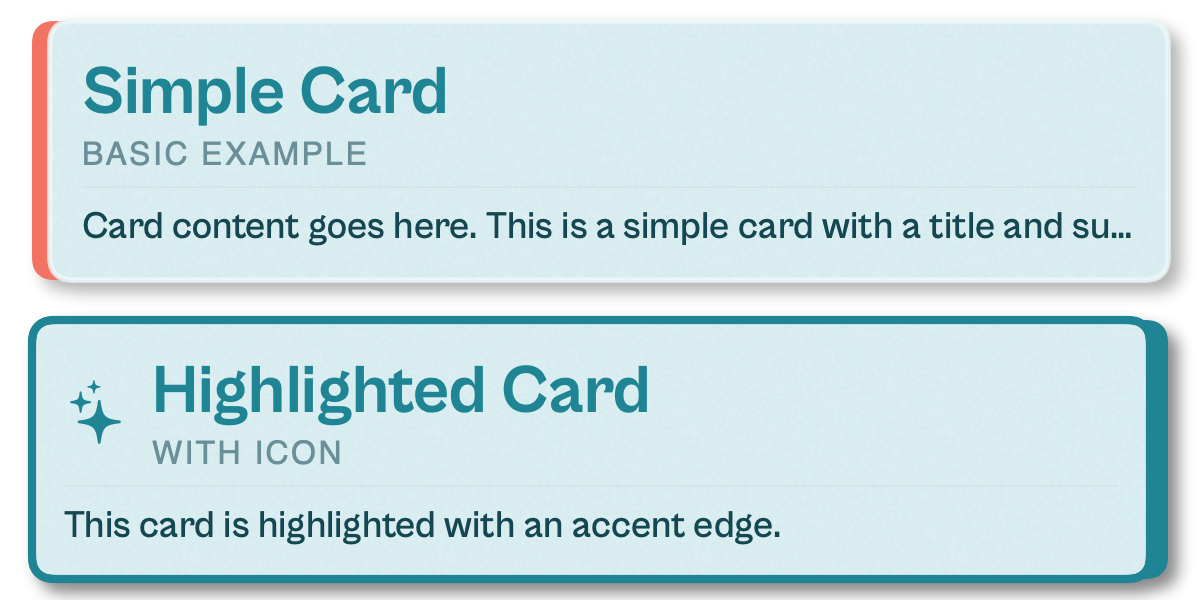 Simple Card
BASIC EXAMPLE
Card content goes here. This is a simple card with a title and su...
Highlighted Card
WITH ICON
This card is highlighted with an accent edge.